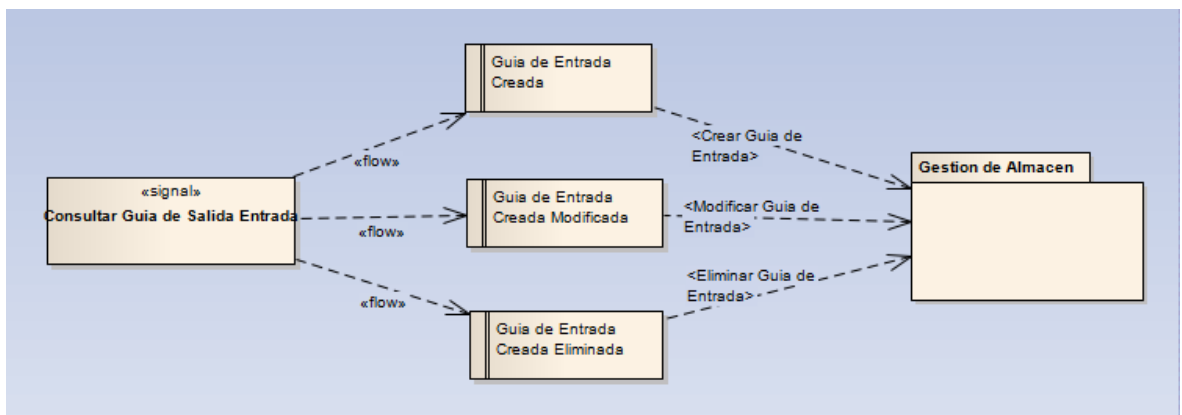 Guia de Entrada
Creada
<Crear Guia de
Entrada>
«flow»
Gestion de Almacen
«signal»
Consultar Guia de Salida Entrada
Guia de Entrada
Creada Modificada
<Modificar Guia de
Entrada>
«flow»
<Eliminar Guia de
Entrada>
«flow»
Guia de Entrada
Creada Eliminada